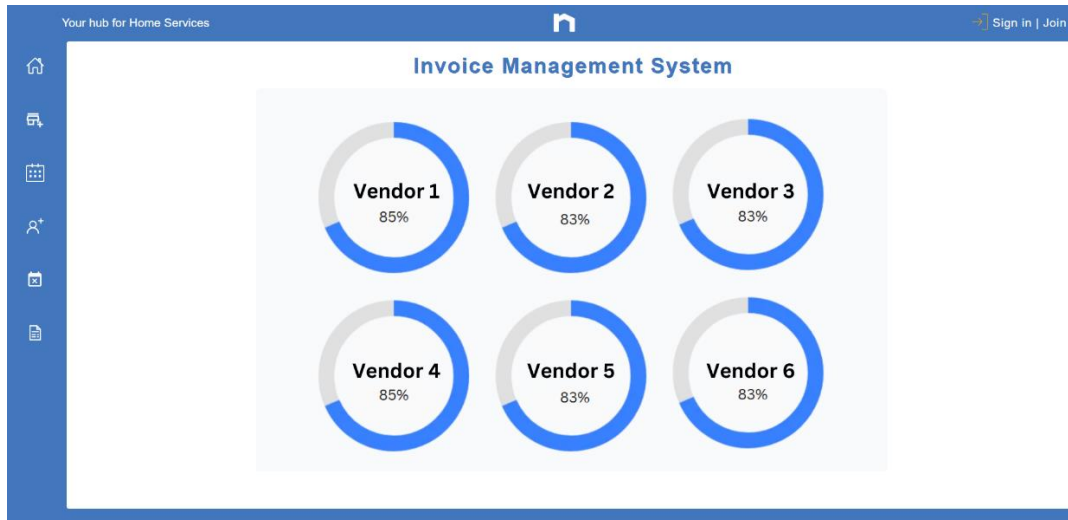 Your hub for Home Services
n
Sign in | Join
Invoice Management System
Vendor 1
85%
Vendor 2
83%
Vendor 3
83%
Vendor 4
85%
Vendor 5
83%
Vendor 6
83%